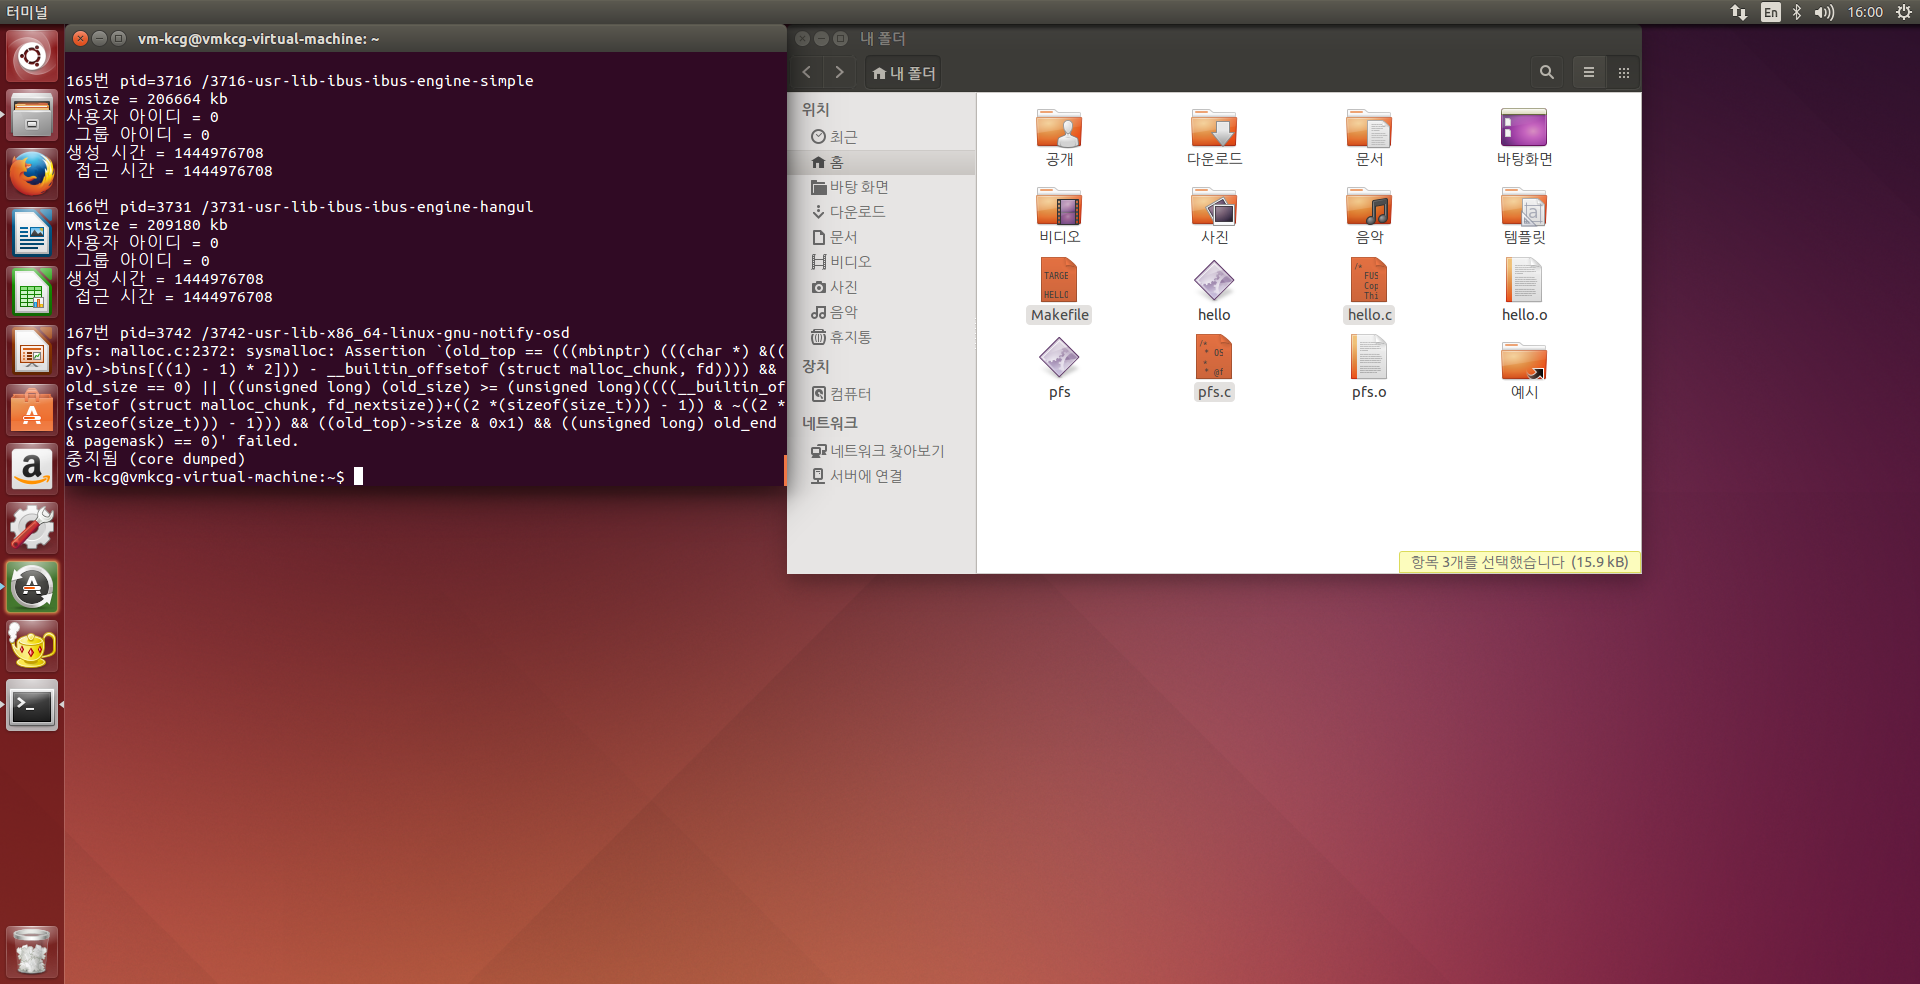 터미널
En
16:00
vm-kcg@vmkcg-virtual-machine: ~
165번 pid=3716 /3716-usr-lib-ibus-ibus-engine-simple
vmsize = 206664 kb
사용자 아이디 = 0
그룹 아이디 = 0
생성 시간 = 1444976708
접근 시간 = 1444976708
166번 pid=3731 /3731-usr-lib-ibus-ibus-engine-hangul
vmsize = 209180 kb
사용자 아이디 = 0
그룹 아이디 = 0
생성 시간 = 1444976708
접근 시간 = 1444976708
167번 pid=3742 /3742-usr-lib-x86_64-linux-gnu-notify-osd
pfs: malloc.c:2372: sysmalloc: Assertion `(old_top == (((mbinptr) (((char *) &((
av)->bins[((1) - 1) * 2])) - __builtin_offsetof (struct malloc_chunk, fd)))) &&
old_size == 0) || ((unsigned long) (old_size) >= (unsigned long)((((__builtin_of
fsetof (struct malloc_chunk, fd_nextsize))+((2 *(sizeof(size_t))) - 1)) & ~((2 *
(sizeof(size_t))) - 1))) && ((old_top)->size & 0x1) && ((unsigned long) old_end
& pagemask) == 0)' failed.
중지됨 (core dumped)
vm-kcg@vmkcg-virtual-machine:~$
내 폴더
내 폴더
위치
최근
홈
바탕 화면
다운로드
문서
비디오
사진
음악
휴지통
장치
컴퓨터
네트워크
네트워크 찾아보기
서버에 연결
공개
다운로드
문서
바탕화면
비디오
사진
음악
템플릿
TARGE
HELLO
/*
FUS
Cop
Thi
Makefile
hello
hello.c
hello.o
/*
* OS
*
* @f
pfs
pfs.c
pfs.o
예시
항목 3개를 선택했습니다 (15.9 kB)